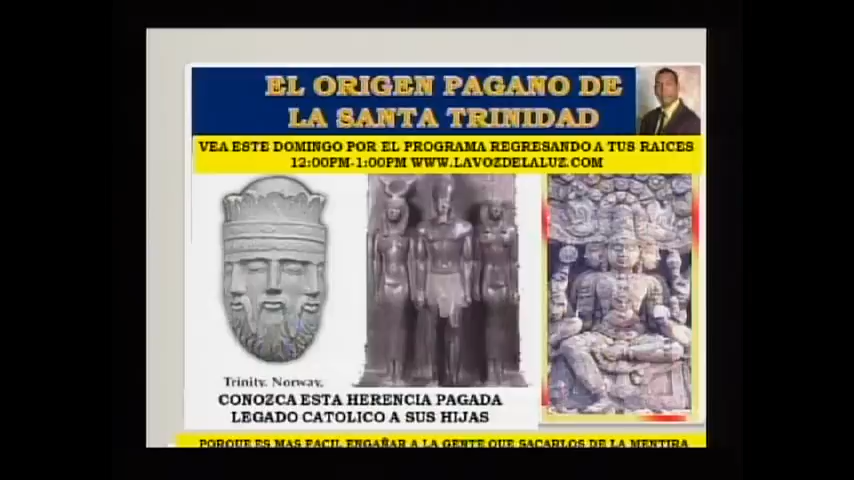 EL ORIGEN PAGANO DE
LA SANTA TRINIDAD
VEA ESTE DOMINGO POR EL PROGRAMA REGRESANDO A TUS RAICES
12:00PM-1:00PM WWW.LAVOZDELALUZ.COM
Trinity. Norway.
CONOZCA ESTA HERENCIA PAGADA
LEGADO CATOLICO A SUS HIJAS
PORQUE ES MAS FACIL ENGAÑAR A LA GENTE QUE SACARLOS DE LA MENTIRA